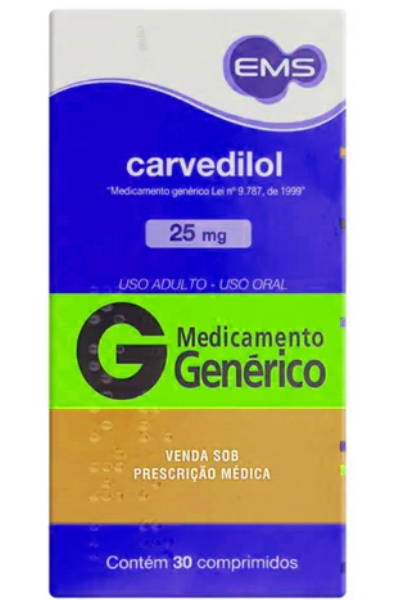 EMS
carvedilol
"Medicamento genérico Lei nº 9.787, de 1999"
25 mg
USO ADULTO - USO ORAL
G Medicamento
Genérico
VENDA SOB
PRESCRIÇÃO MÉDICA
Contém 30 comprimidos